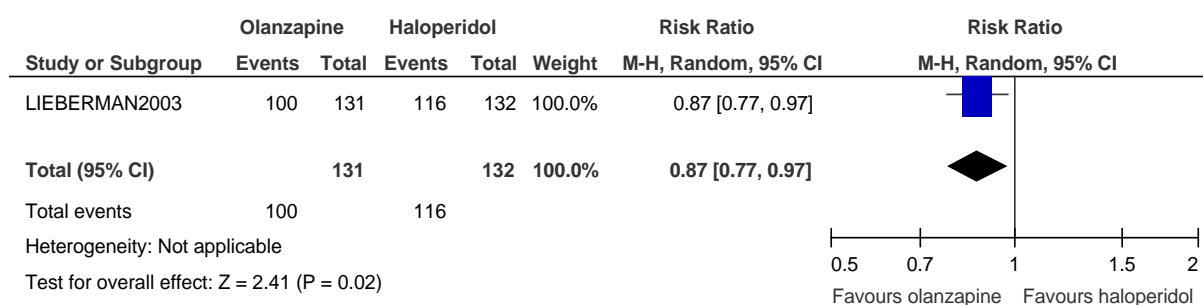 Olanzapine Haloperidol Risk Ratio Risk Ratio
Study or Subgroup Events Total Events Total Weight M-H, Random, 95% CI M-H, Random, 95% CI
LIEBERMAN2003 100 131 116 132 100.0% 0.87 [0.77, 0.97]
Total (95% CI) 131 132 100.0% 0.87 [0.77, 0.97]
Total events 100 116
Heterogeneity: Not applicable
Test for overall effect: Z = 2.41 (P = 0.02)
0.5 0.7 1 1.5 2
Favours olanzapine Favours haloperidol